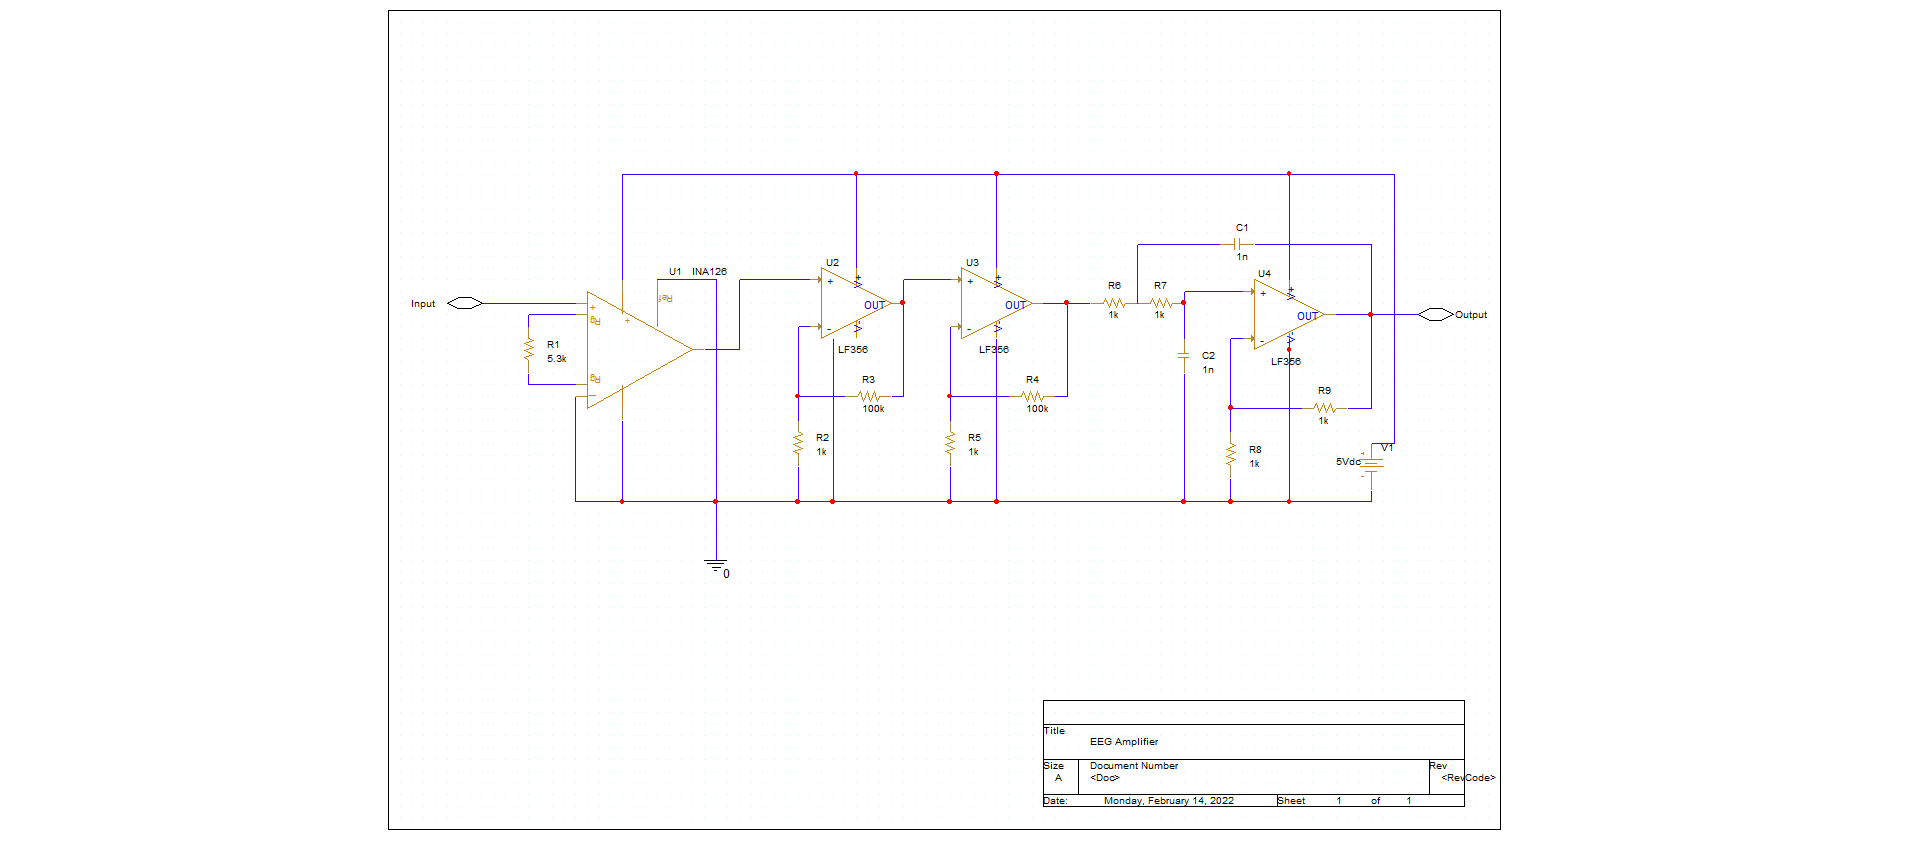 Input
R1
5.3k
Rg
Rg
+
+
−
U1 INA126
Ref
U2
+
-
V+
V-
OUT
LF356
R3
100k
R2
1k
U3
+
-
V+
V-
OUT
LF356
R4
100k
R5
1k
R6
1k
R7
1k
C1
1n
C2
1n
U4
+
-
V+
V-
OUT
LF356
R9
1k
R8
1k
V1
5Vdc
+
-
Output
0
Title
EEG Amplifier
Size
A
Document Number
<Doc>
Rev
<RevCode>
Date: Monday, February 14, 2022 Sheet 1 of 1